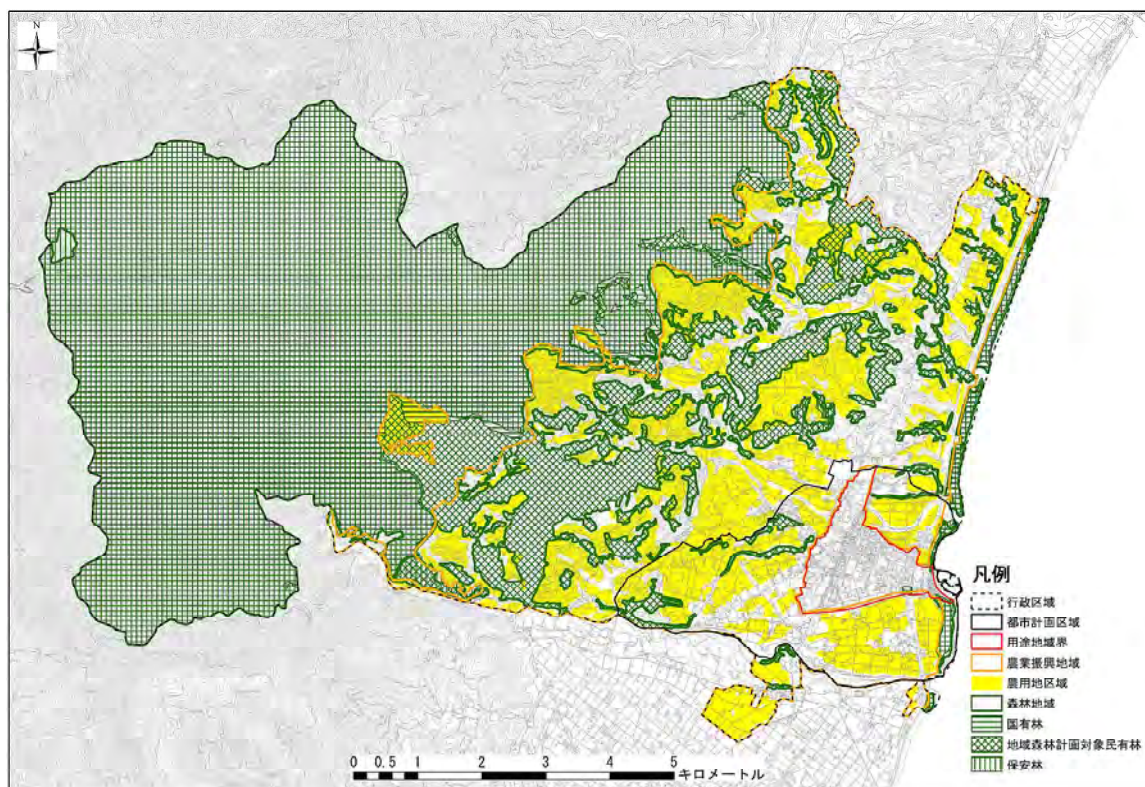 N
凡例
行政区域
都市計画区域
用途地域界
農業振興地域
農用地区域
森林地域
国有林
地域森林計画対象民有林
保安林
0 0.5 1 2 3 4 5
キロメートル